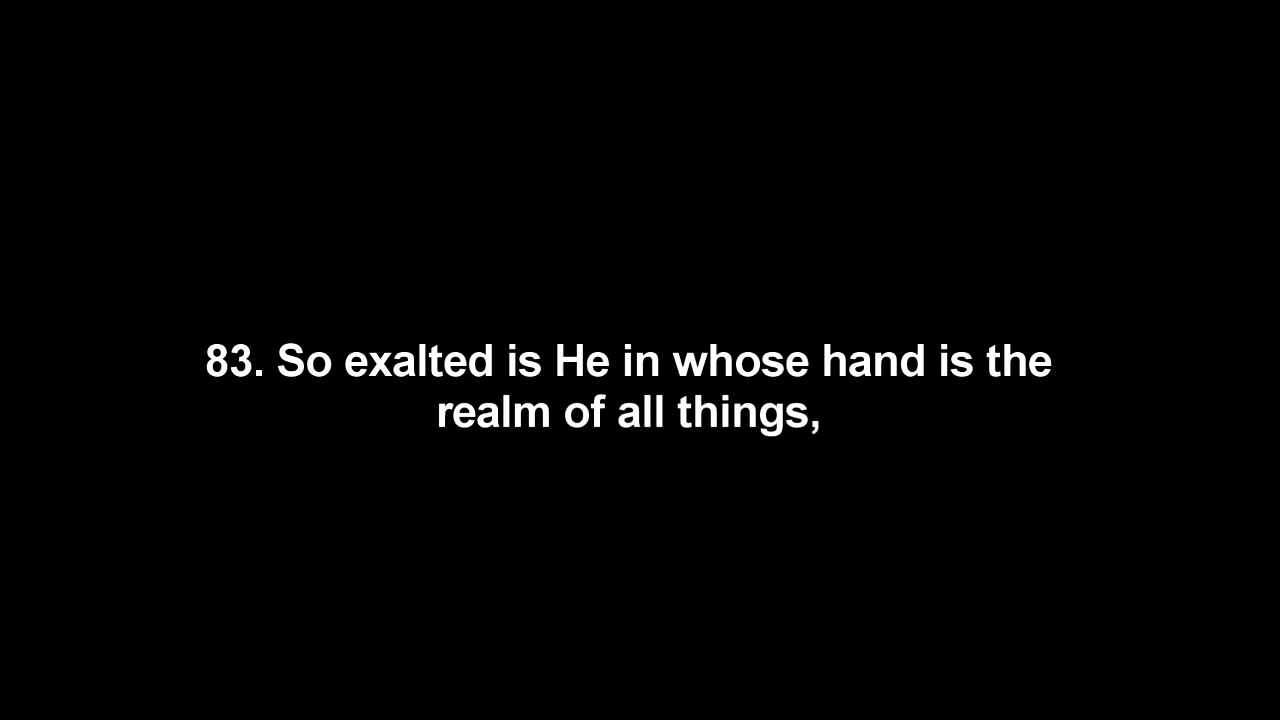 83. So exalted is He in whose hand is the
realm of all things,